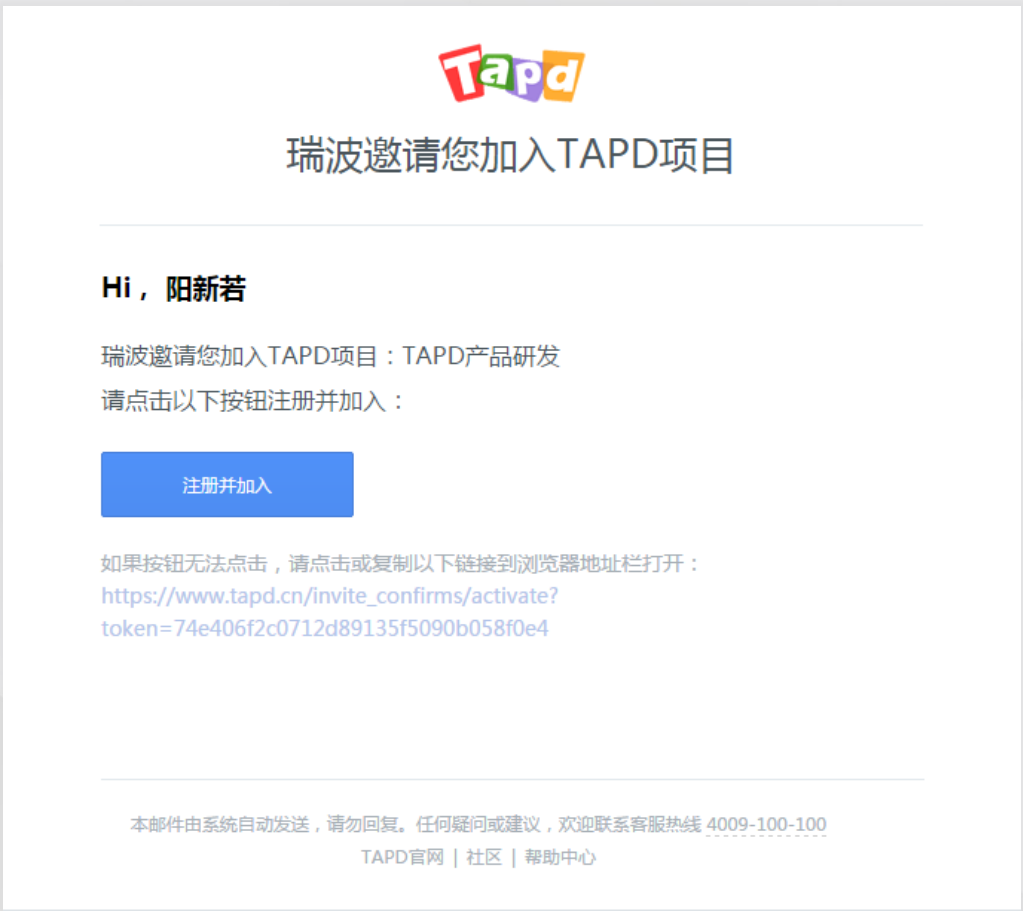 Tapd
瑞波邀请您加入TAPD项目
Hi， 阳新若
瑞波邀请您加入TAPD项目：TAPD产品研发
请点击以下按钮注册并加入：
注册并加入
如果按钮无法点击，请点击或复制以下链接到浏览器地址栏打开：
https://www.tapd.cn/invite_confirms/activate?
token=74e406f2c0712d89135f5090b058f0e4
本邮件由系统自动发送，请勿回复。任何疑问或建议，欢迎联系客服热线 4009-100-100
TAPD官网 | 社区 | 帮助中心